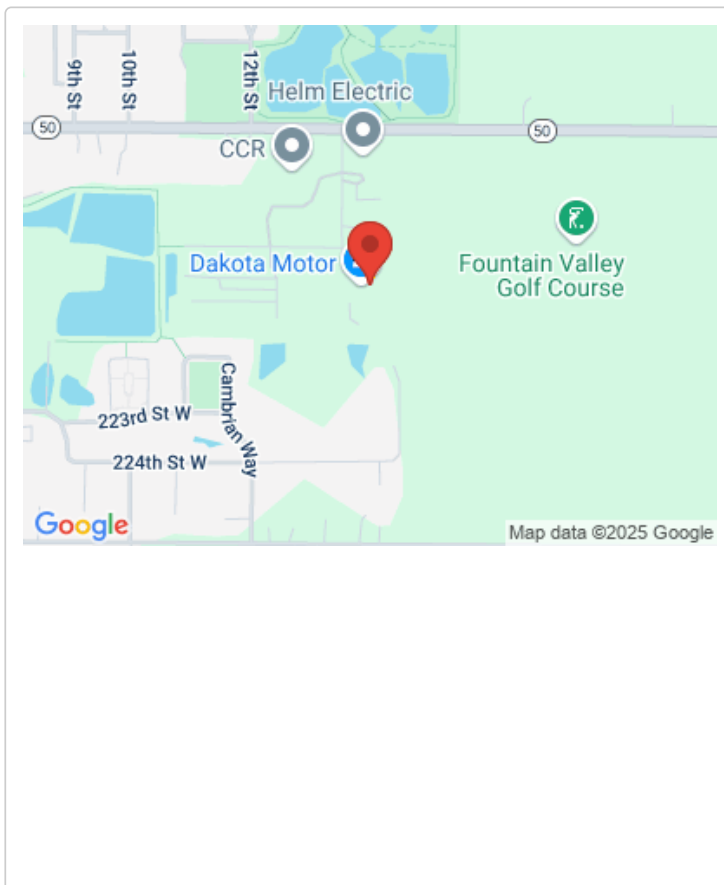 9th St
10th St
12th St
Helm Electric
50
50
CCR
Dakota Motor
Fountain Valley
Golf Course
Cambrian Way
223rd St W
224th St W
Google
Map data ©2025 Google